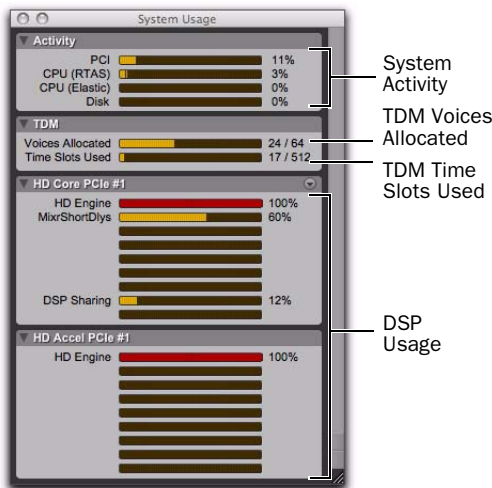 System Usage
Activity
PCI 11%
CPU (RTAS) 3%
CPU (Elastic) 0%
Disk 0%
TDM
Voices Allocated 24 / 64
Time Slots Used 17 / 512
HD Core PCIe #1
HD Engine 100%
MixrShortDlys 60%
DSP Sharing 12%
HD Accel PCIe #1
HD Engine 100%
System
Activity
TDM Voices
Allocated
TDM Time
Slots Used
DSP
Usage